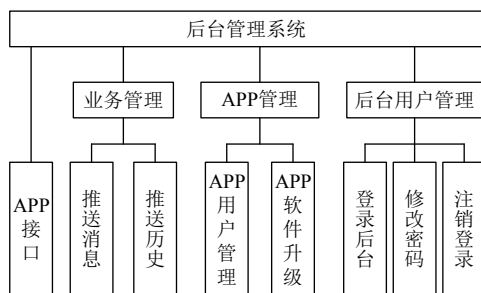 后台管理系统
业务管理
APP管理
后台用户管理
APP接口
推送消息
推送历史
APP用户管理
APP软件升级
登录后台
修改密码
注销登录